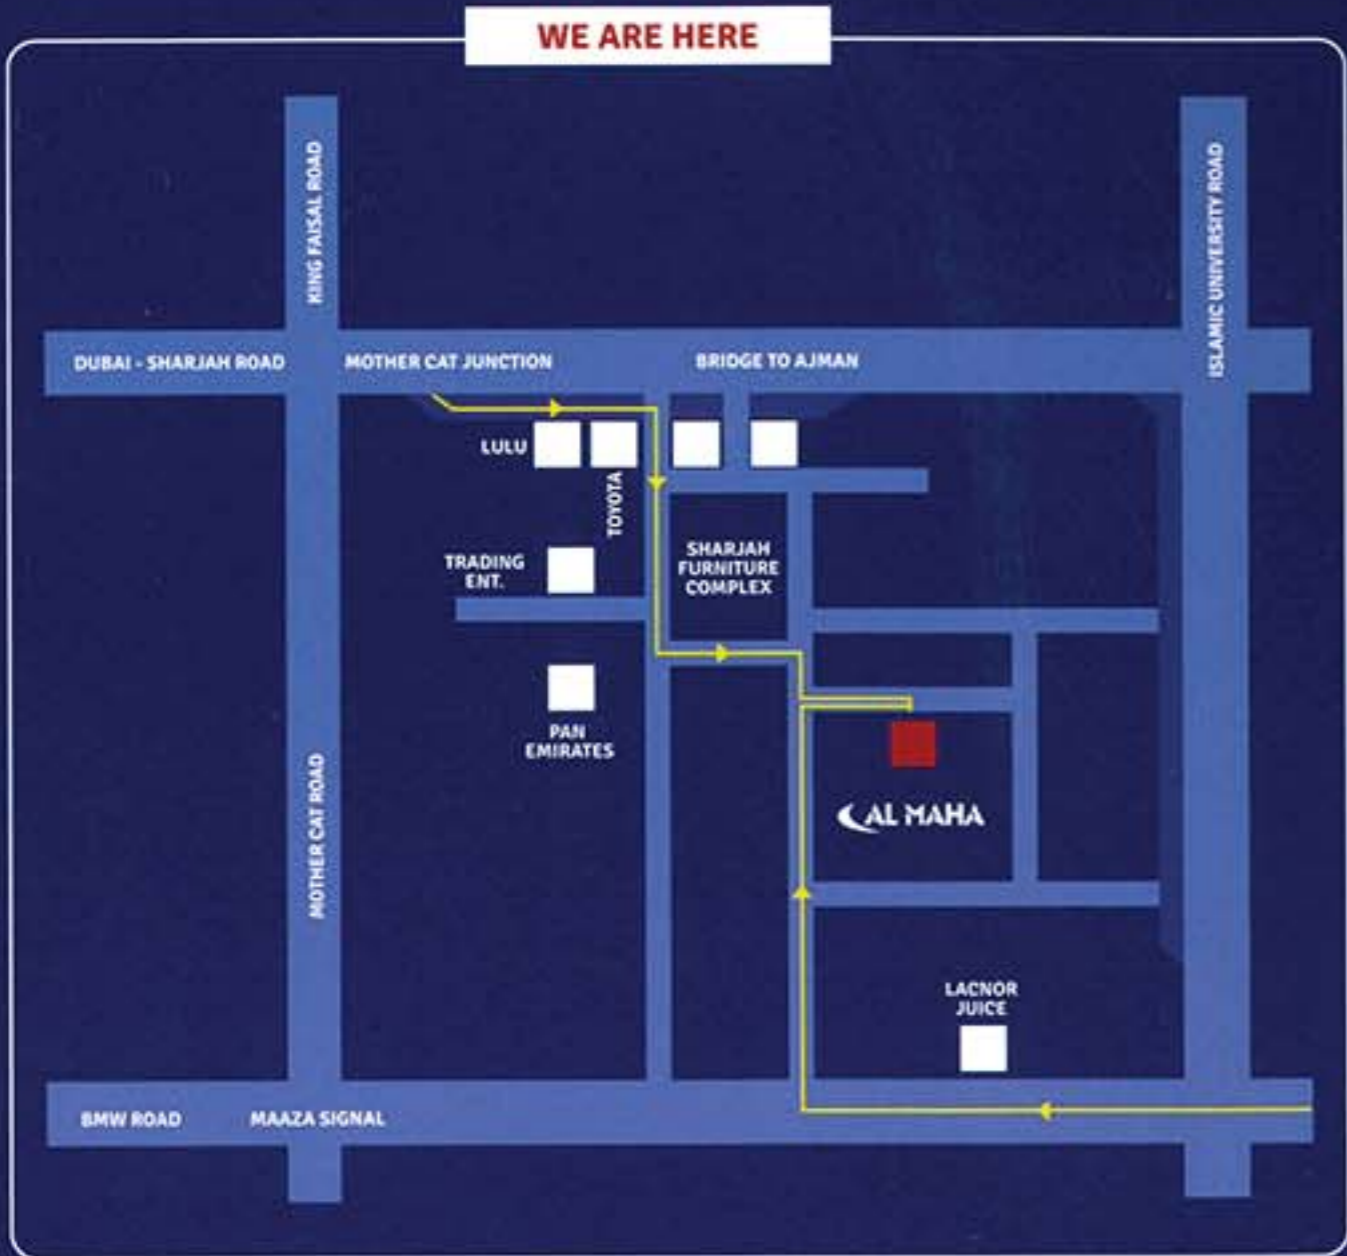 WE ARE HERE
KING FAISAL ROAD
ISLAMIC UNIVERSITY ROAD
DUBAI - SHARJAH ROAD
MOTHER CAT JUNCTION
BRIDGE TO AJMAN
LULU
TOYOTA
TRADING
ENT.
SHARJAH
FURNITURE
COMPLEX
PAN
EMIRATES
MOTHER CAT ROAD
AL MAHA
LACNOR
JUICE
BMW ROAD
MAAZA SIGNAL